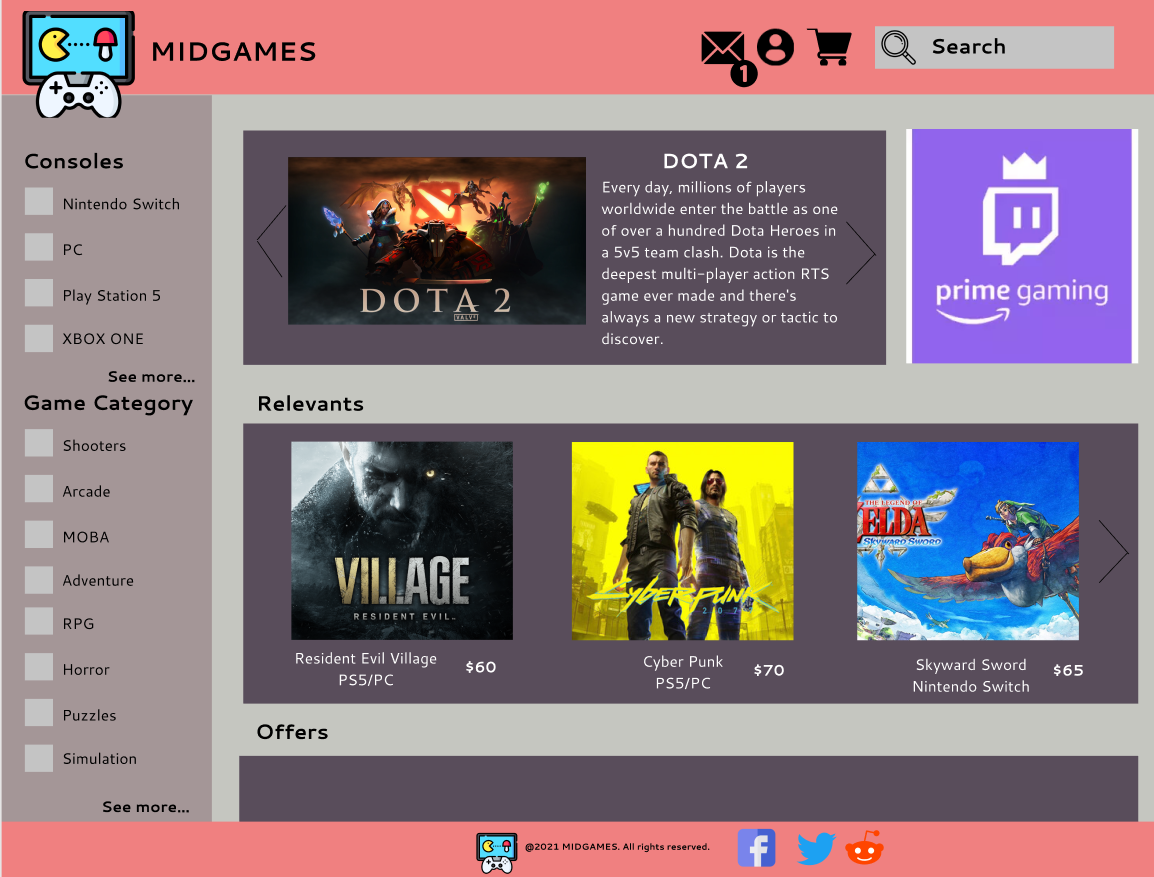 MIDGAMES
1
Search
Consoles
Nintendo Switch
PC
Play Station 5
XBOX ONE
See more...
Game Category
Shooters
Arcade
MOBA
Adventure
RPG
Horror
Puzzles
Simulation
See more...
DOTA 2
VALVE
DOTA 2
Every day, millions of players
worldwide enter the battle as one
of over a hundred Dota Heroes in
a 5v5 team clash. Dota is the
deepest multi-player action RTS
game ever made and there's
always a new strategy or tactic to
discover.
prime gaming
Relevants
VILLAGE
RESIDENT EVIL
Resident Evil Village
PS5/PC
$60
Cyberpunk
2 0 7
Cyber Punk
PS5/PC
$70
THE LEGEND OF
ZELDA
SKYWARD SWORD
Skyward Sword
Nintendo Switch
$65
Offers
@2021 MIDGAMES. All rights reserved.